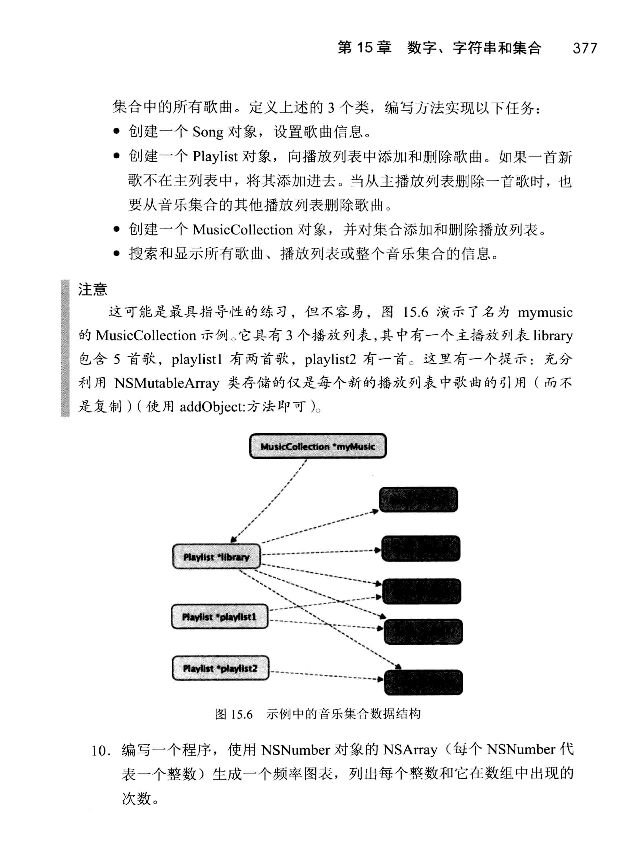 第 15 章 数字、字符串和集合 377
集合中的所有歌曲。定义上述的 3 个类，编写方法实现以下任务：
● 创建一个 Song 对象，设置歌曲信息。
● 创建一个 Playlist 对象，向播放列表中添加和删除歌曲。如果一首新
歌不在主列表中，将其添加进去。当从主播放列表删除一首歌时，也
要从音乐集合的其他播放列表删除歌曲。
● 创建一个 MusicCollection 对象，并对集合添加和删除播放列表。
● 搜索和显示所有歌曲、播放列表或整个音乐集合的信息。
注意
这可能是最具指导性的练习，但不容易，图 15.6 演示了名为 mymusic
的 MusicCollection 示例。它具有 3 个播放列表,其中有一个主播放列表 library
包含 5 首歌，playlist1 有两首歌，playlist2 有一首。这里有一个提示：充分
利用 NSMutableArray 类存储的仅是每个新的播放列表中歌曲的引用（而不
是复制）（使用 addObject:方法即可）。
MusicCollection *myMusic
Playlist *library
Playlist *playlist1
Playlist *playlist2
图 15.6 示例中的音乐集合数据结构
10. 编写一个程序，使用 NSNumber 对象的 NSArray（每个 NSNumber 代
表一个整数）生成一个频率图表，列出每个整数和它在数组中出现的
次数。